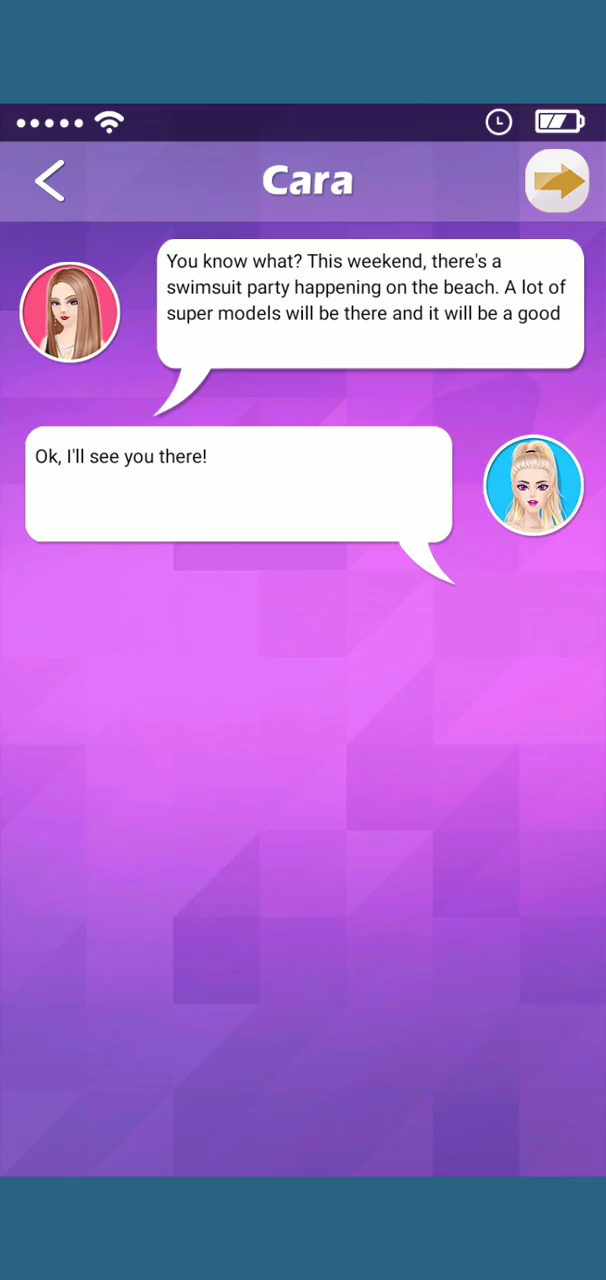 Cara
You know what? This weekend, there's a
swimsuit party happening on the beach. A lot of
super models will be there and it will be a good
Ok, I'll see you there!